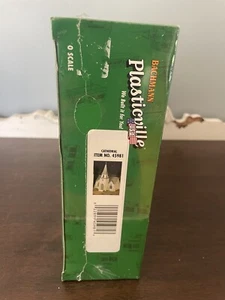 O SCALE
BACHMANN
Plasticville
U.S.A.
We Built it for You!
CATHEDRAL
ITEM NO. 45981